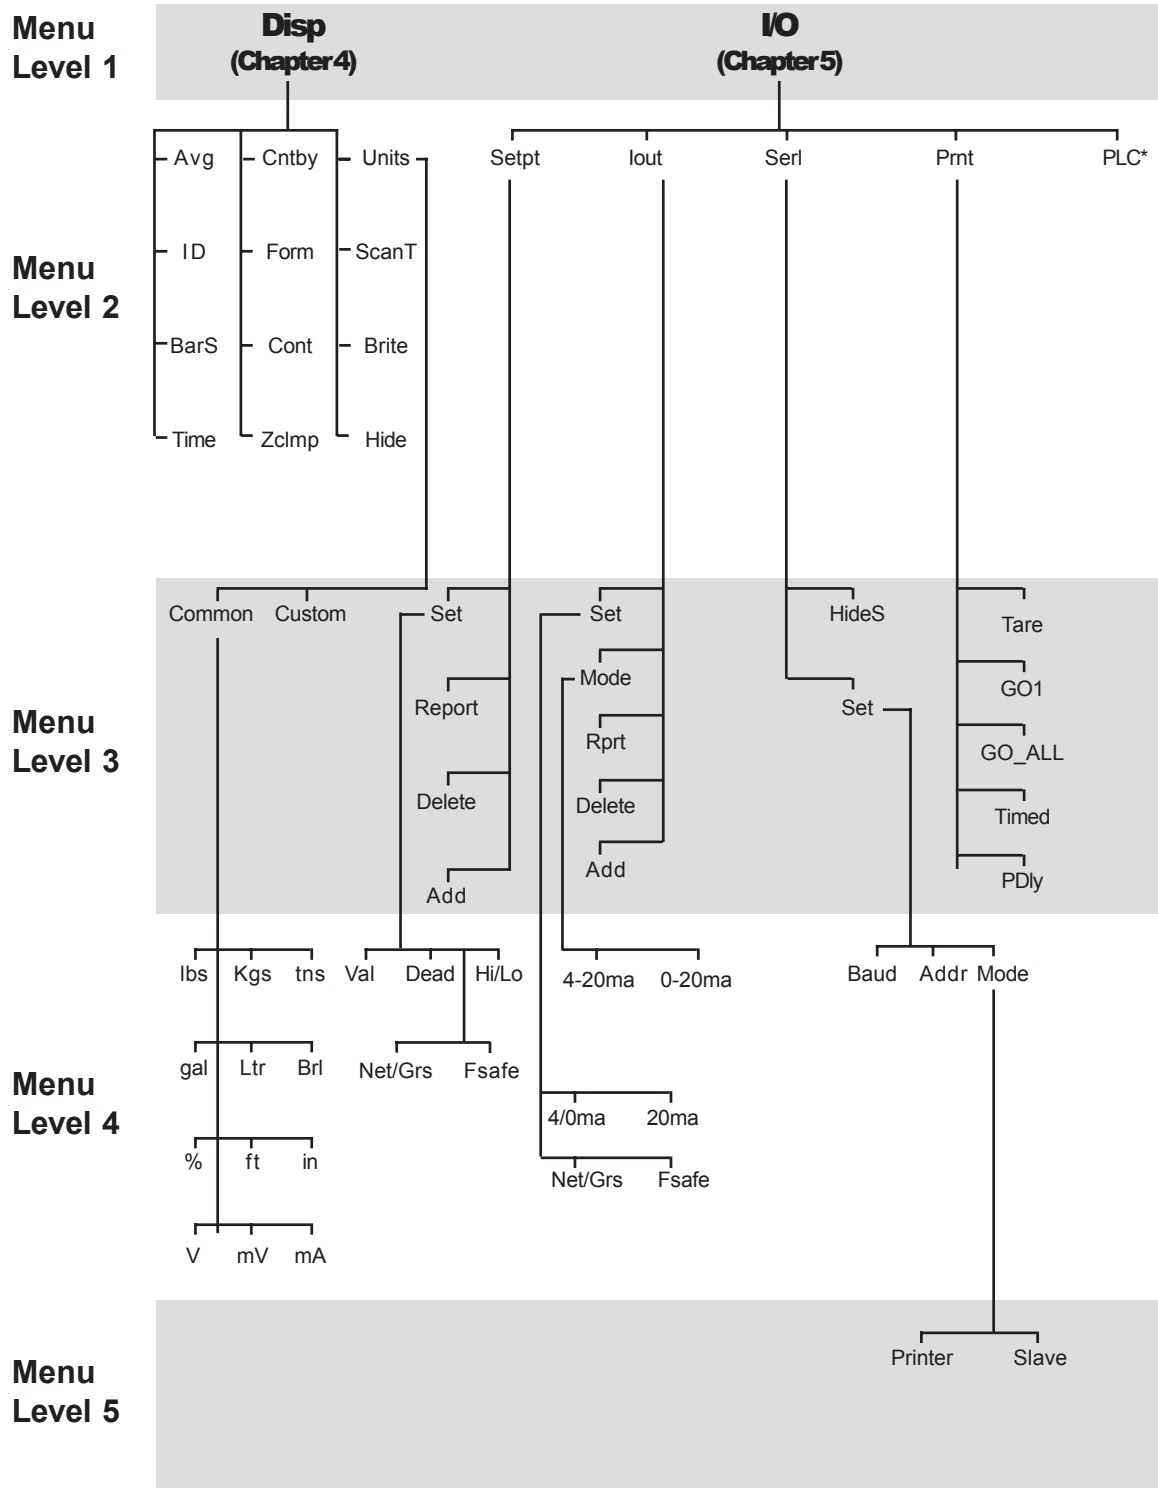 Menu
Level 1
Disp
(Chapter 4)
I/O
(Chapter 5)
Menu
Level 2
Avg Cntby Units Setpt Iout Serl Prnt PLC*
ID Form ScanT
BarS Cont Brite
Time Zclmp Hide
Menu
Level 3
Common Custom Set Set HideS Tare
Mode
GO1
Report Set
Rprt GO_ALL
Delete Delete Timed
Add PDly
Add
Menu
Level 4
lbs Kgs tns Val Dead Hi/Lo 4-20ma 0-20ma Baud Addr Mode
gal Ltr Brl Net/Grs Fsafe
4/0ma 20ma
% ft in
Net/Grs Fsafe
V mV mA
Menu
Level 5
Printer Slave